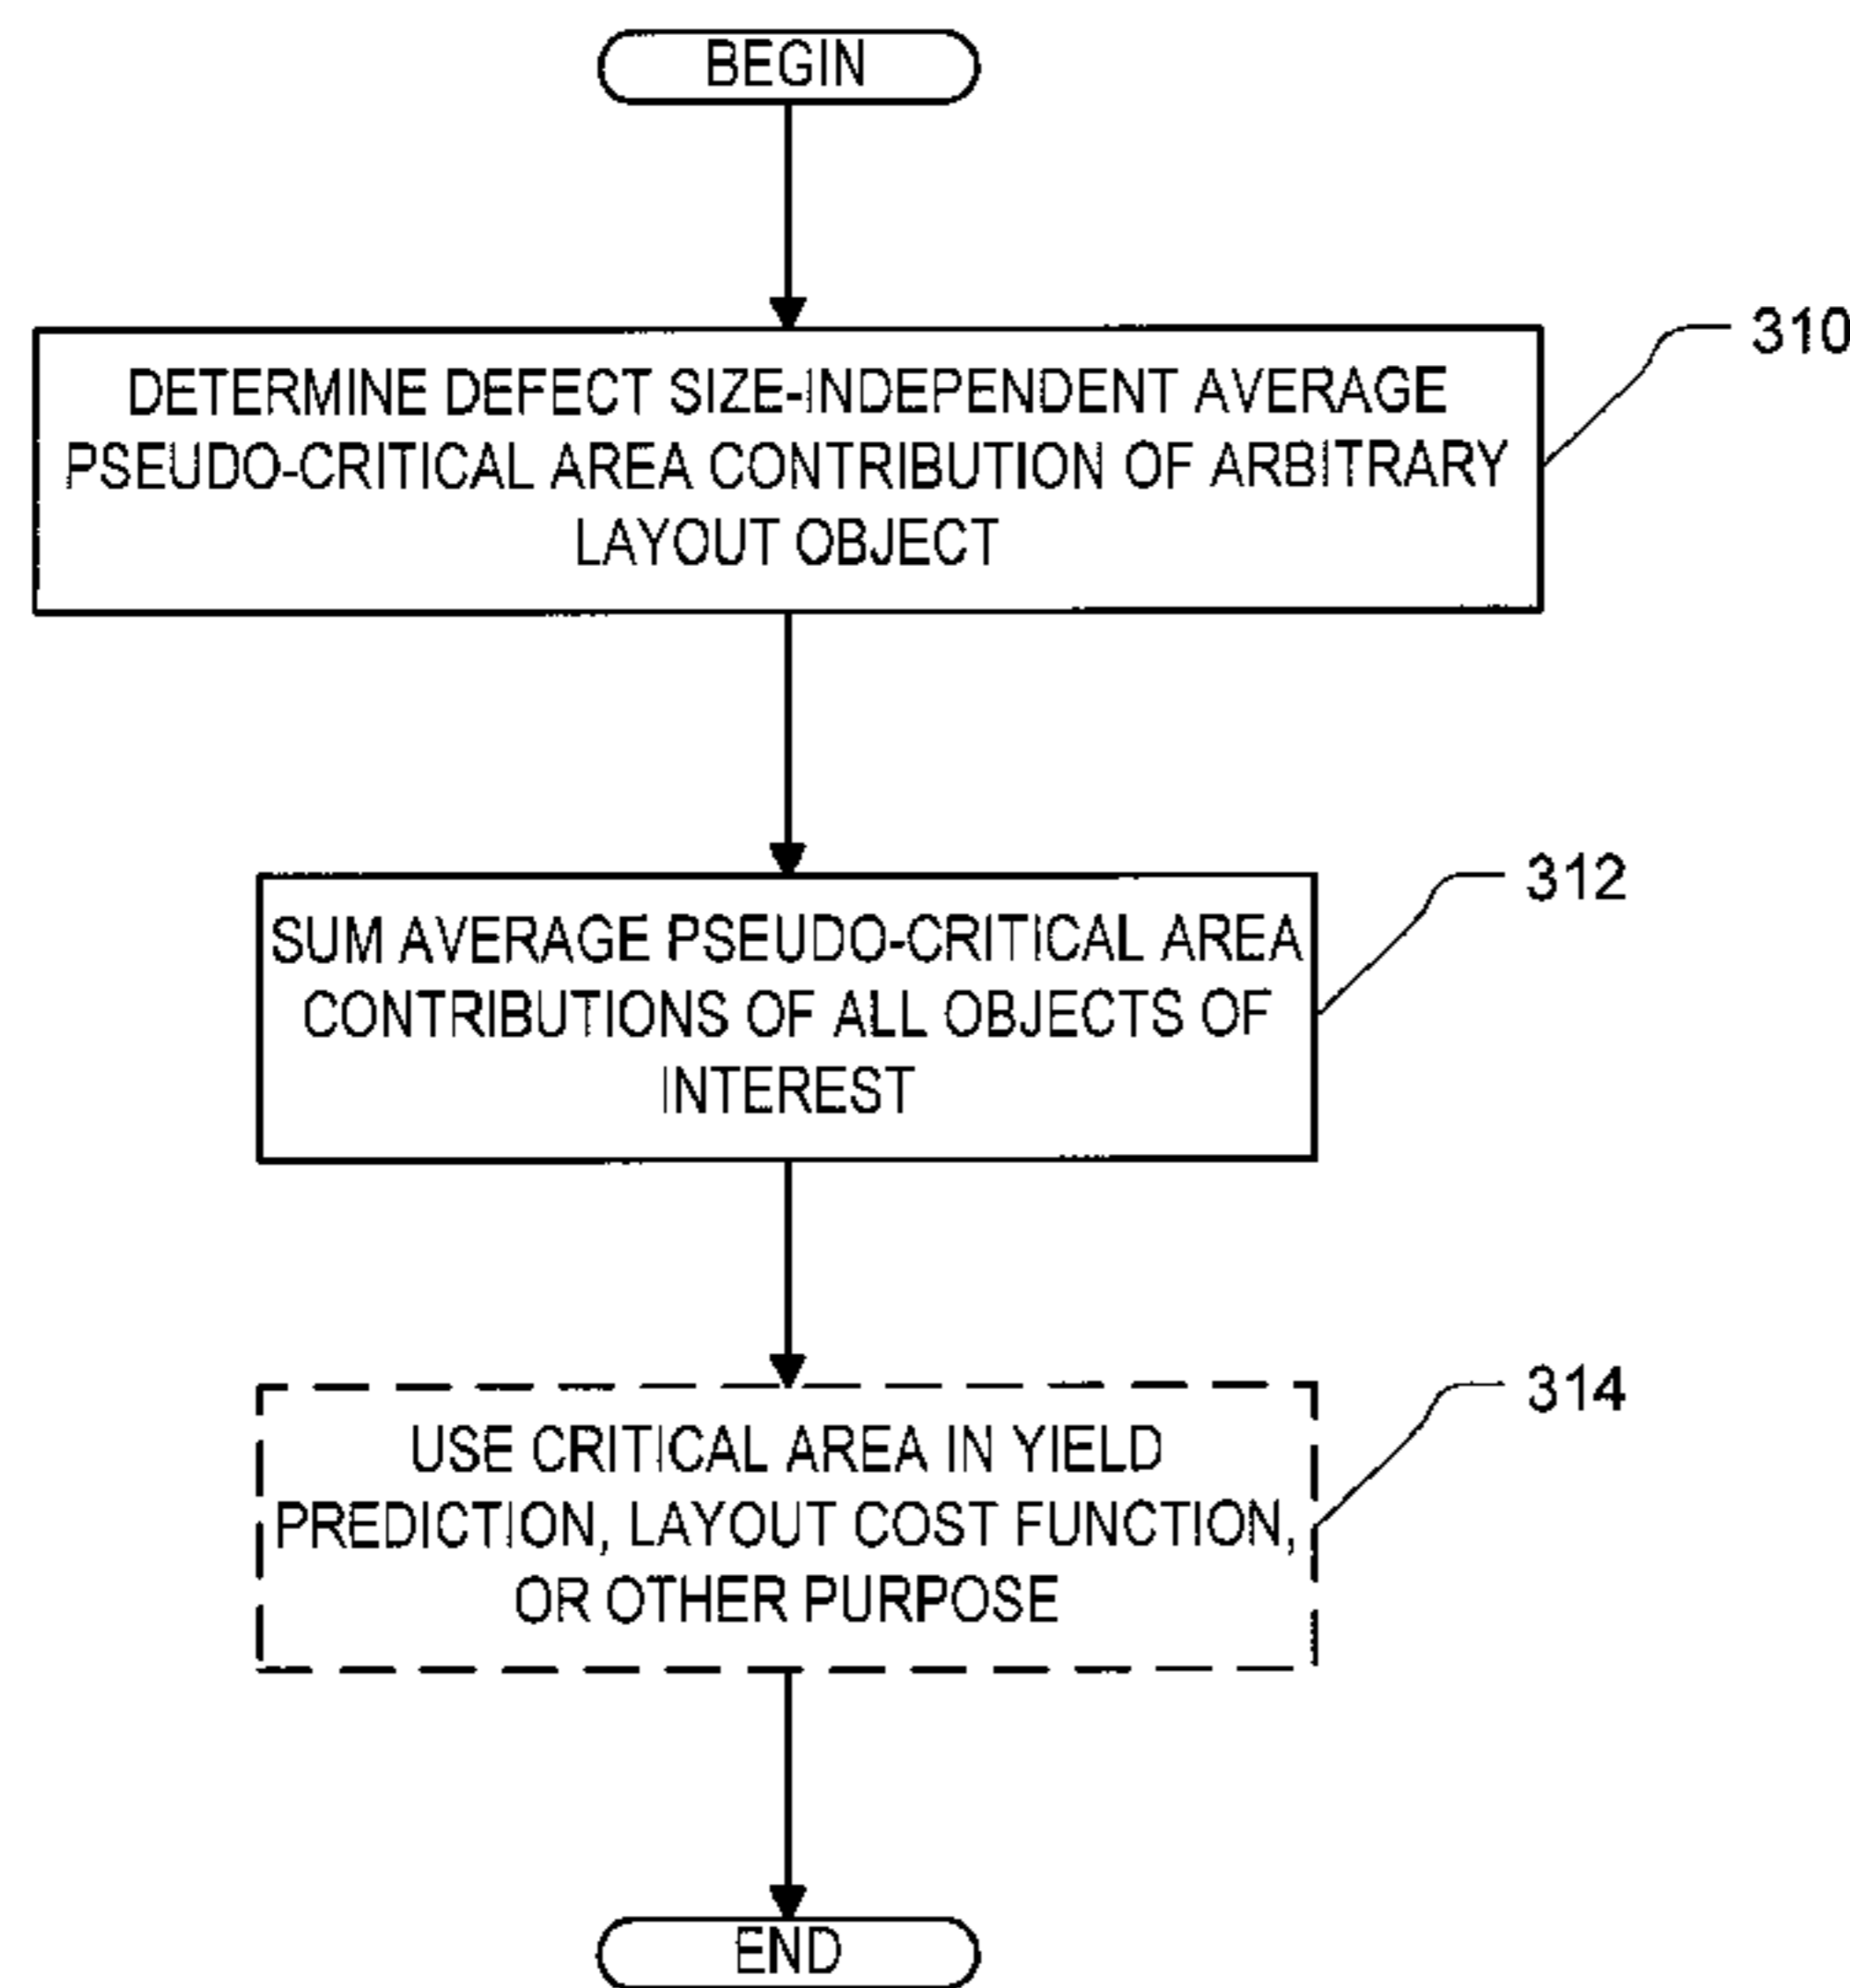 BEGIN
DETERMINE DEFECT SIZE-INDEPENDENT AVERAGE
PSEUDO-CRITICAL AREA CONTRIBUTION OF ARBITRARY
LAYOUT OBJECT
310
SUM AVERAGE PSEUDO-CRITICAL AREA
CONTRIBUTIONS OF ALL OBJECTS OF
INTEREST
312
USE CRITICAL AREA IN YIELD
PREDICTION, LAYOUT COST FUNCTION,
OR OTHER PURPOSE
314
END